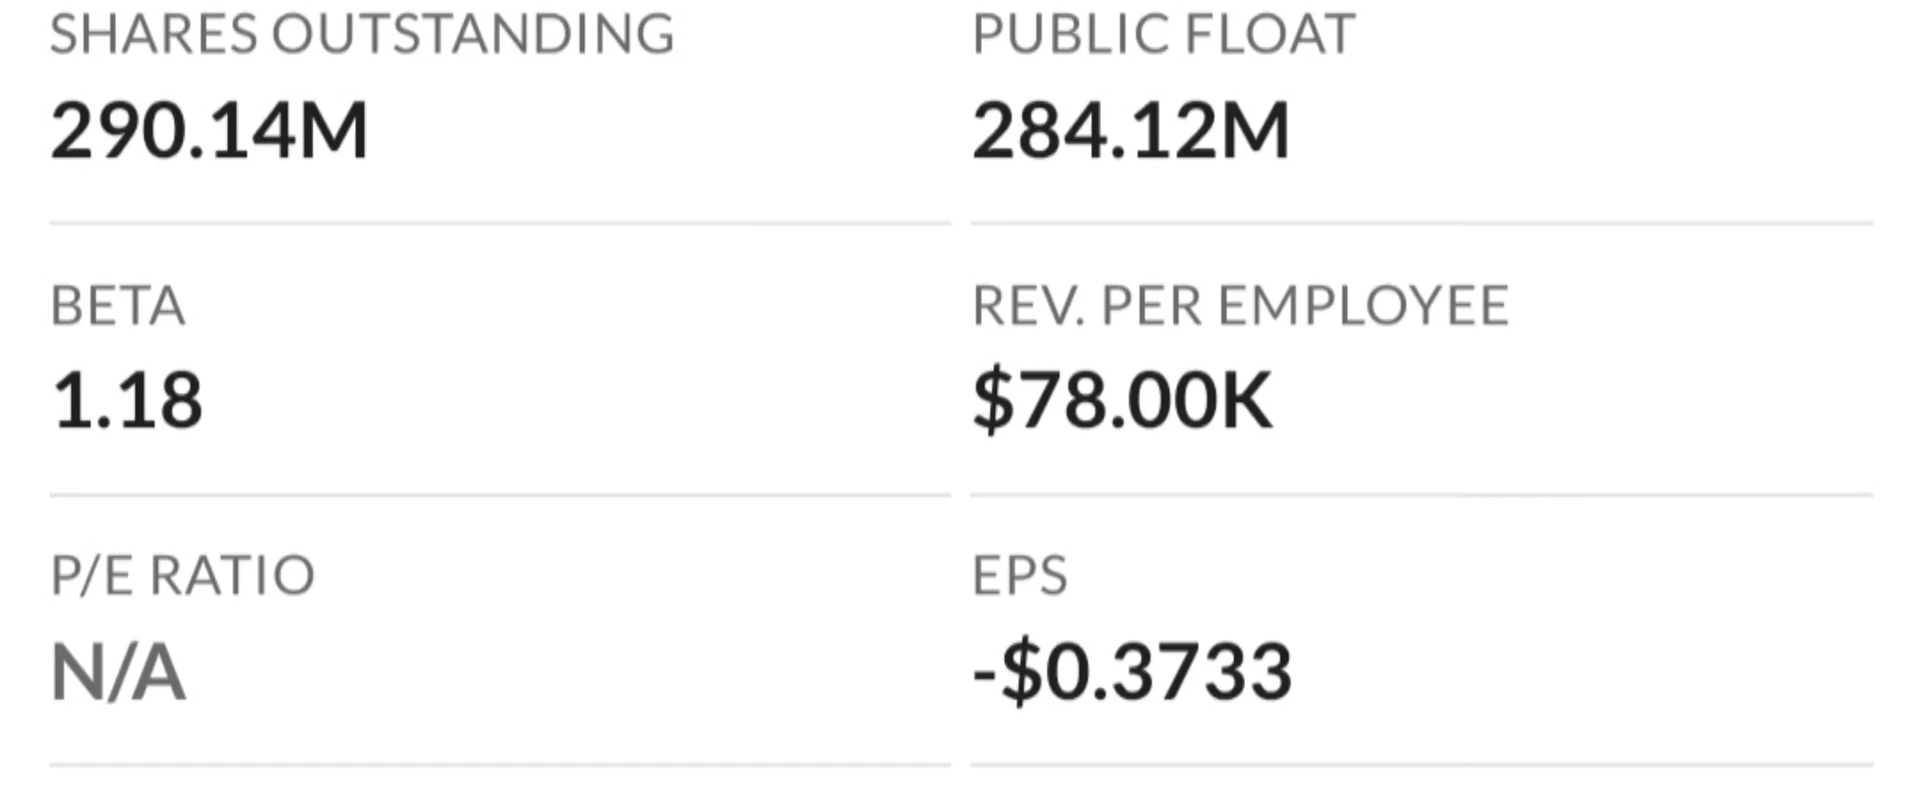 SHARES OUTSTANDING
290.14M
PUBLIC FLOAT
284.12M
BETA
1.18
REV. PER EMPLOYEE
$78.00K
P/E RATIO
N/A
EPS
-$0.3733